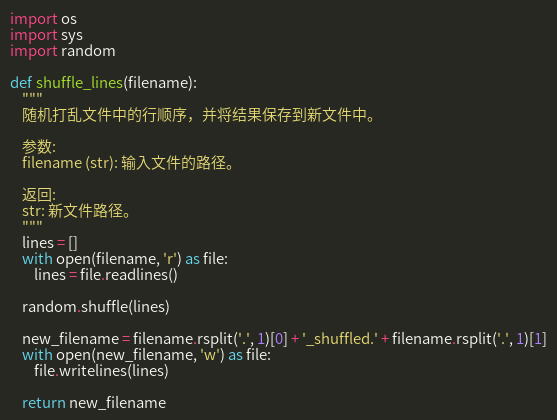 import os
import sys
import random
def shuffle_lines(filename):
    """
    随机打乱文件中的行顺序，并将结果保存到新文件中。
    参数:
    filename (str): 输入文件的路径。
    返回:
    str: 新文件路径。
    """
    lines = []
    with open(filename, 'r') as file:
        lines = file.readlines()
    random.shuffle(lines)
    new_filename = filename.rsplit('.', 1)[0] + '_shuffled.' + filename.rsplit('.', 1)[1]
    with open(new_filename, 'w') as file:
        file.writelines(lines)
    return new_filename